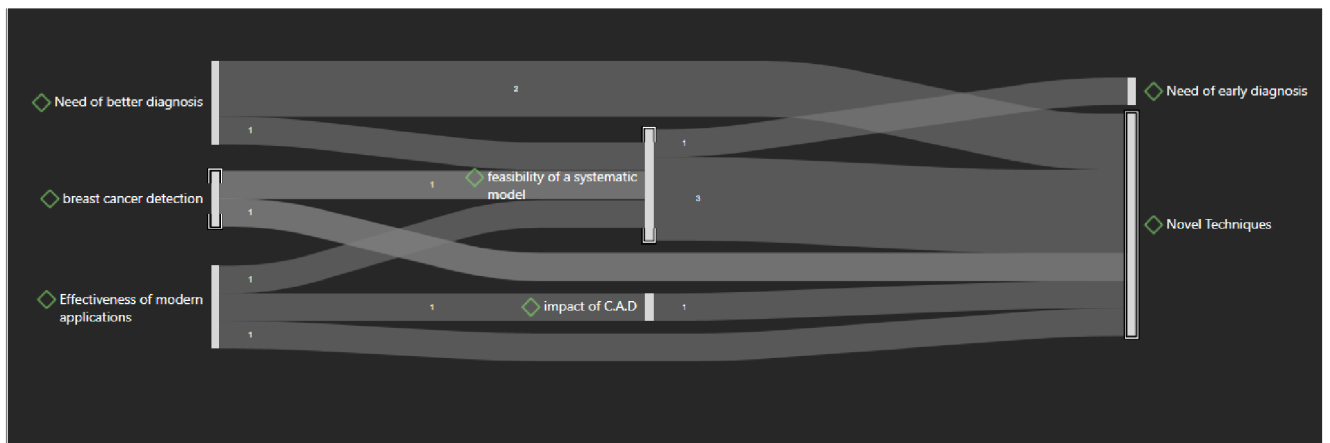 Need of better diagnosis
2
1
breast cancer detection
1
1
Effectiveness of modern
applications
1
1
1
feasibility of a systematic
model
1
3
impact of C.A.D
1
Need of early diagnosis
Novel Techniques